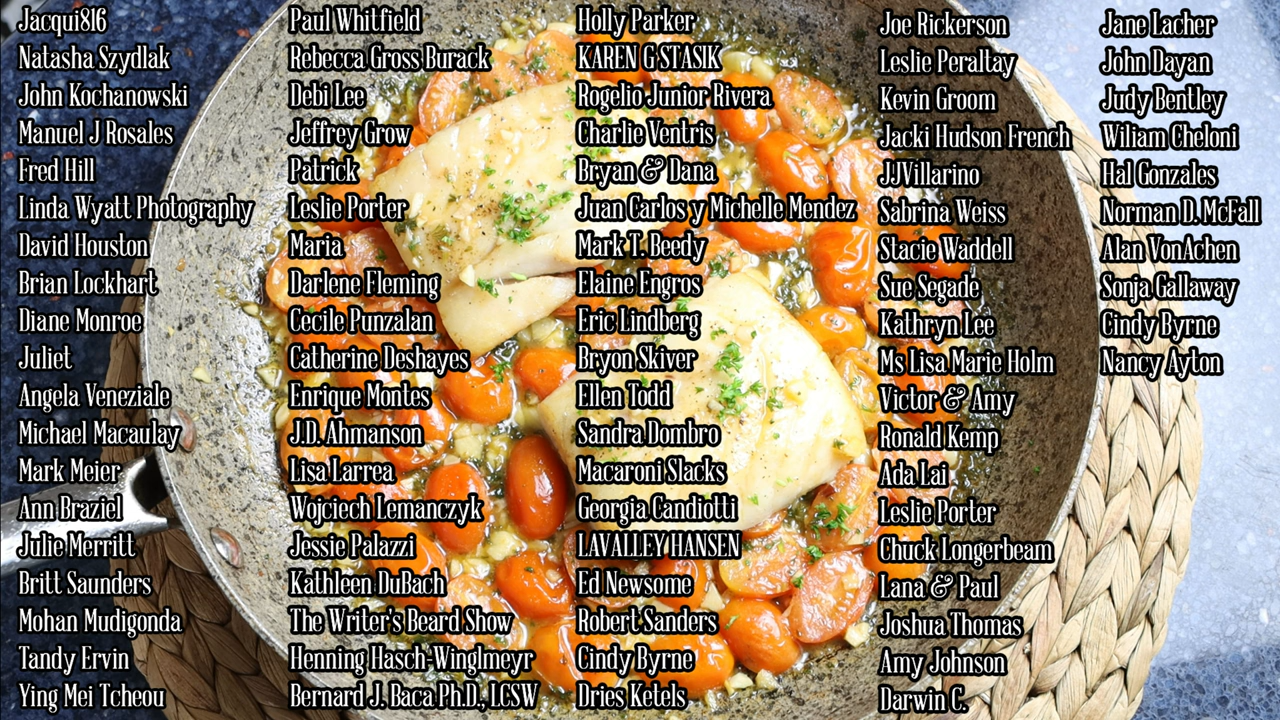 Jacqui816
Natasha Szydlak
John Kochanowski
Manuel J Rosales
Fred Hill
Linda Wyatt Photography
David Houston
Brian Lockhart
Diane Monroe
Juliet
Angela Veneziale
Michael Macaulay
Mark Meier
Ann Braziel
Julie Merritt
Britt Saunders
Mohan Mudigonda
Tandy Ervin
Ying Mei Tcheou
Paul Whitfield
Rebecca Gross Burack
Debi Lee
Jeffrey Grow
Patrick
Leslie Porter
Maria
Darlene Fleming
Cecile Punzalan
Catherine Deshayes
Enrique Montes
J.D. Ahmanson
Lisa Larrea
Wojciech Lemanczyk
Jessie Palazzi
Kathleen DuBach
The Writer's Beard Show
Henning Hasch-Winglmeyr
Bernard J. Baca Ph.D., LCSW
Holly Parker
KAREN G STASIK
Rogelio Junior Rivera
Charlie Ventris
Bryan & Dana
Juan Carlos y Michelle Mendez
Mark T. Beedy
Elaine Engros
Eric Lindberg
Bryon Skiver
Ellen Todd
Sandra Dombro
Macaroni Slacks
Georgia Candiotti
LAVALLEY HANSEN
Ed Newsome
Robert Sanders
Cindy Byrne
Dries Ketels
Joe Rickerson
Leslie Peraltay
Kevin Groom
Jacki Hudson French
JJVillarino
Sabrina Weiss
Stacie Waddell
Sue Segade
Kathryn Lee
Ms Lisa Marie Holm
Victor & Amy
Ronald Kemp
Ada Lai
Leslie Porter
Chuck Longerbeam
Lana & Paul
Joshua Thomas
Amy Johnson
Darwin C.
Jane Lacher
John Dayan
Judy Bentley
Wiliam Cheloni
Hal Gonzales
Norman D. McFall
Alan VonAchen
Sonja Gallaway
Cindy Byrne
Nancy Ayton